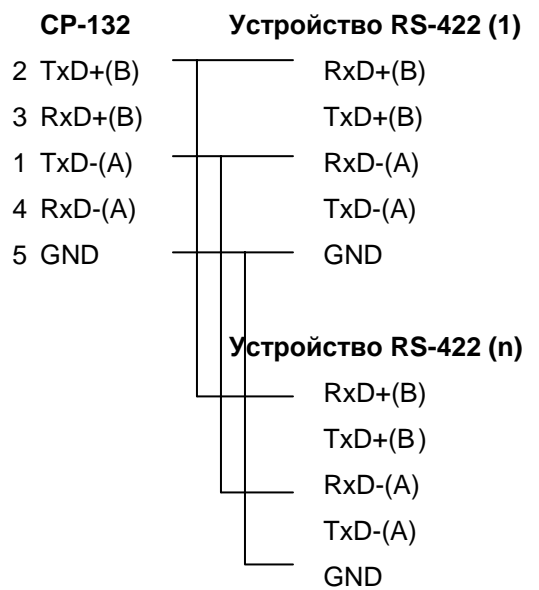 CP-132 Устройство RS-422 (1)
2 TxD+(B) RxD+(B)
3 RxD+(B) TxD+(B)
1 TxD-(A) RxD-(A)
4 RxD-(A) TxD-(A)
5 GND GND
Устройство RS-422 (n)
RxD+(B)
TxD+(B)
RxD-(A)
TxD-(A)
GND